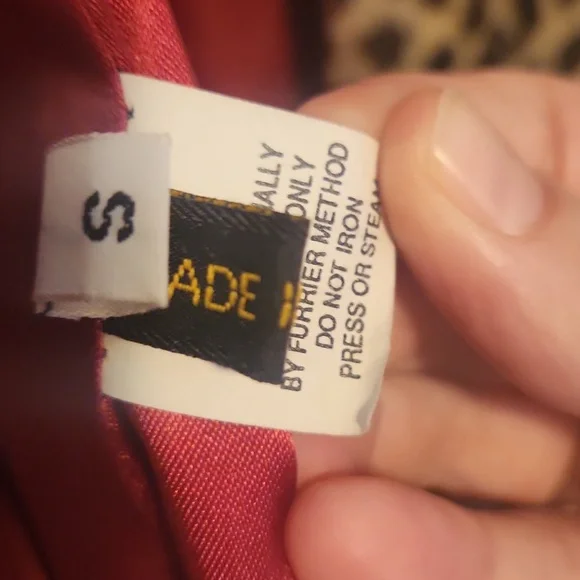 S
ADE
ALLY
ONLY
BY FURRIER METHOD
DO NOT IRON
PRESS OR STEAM